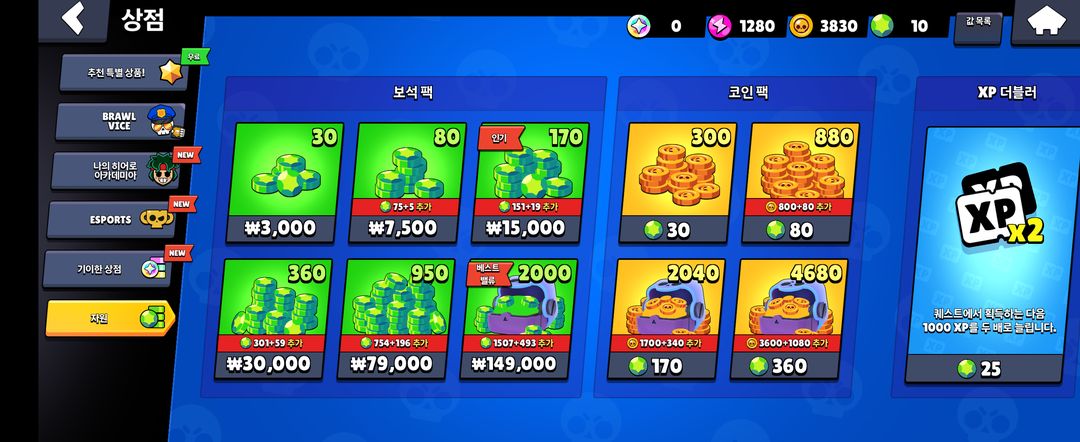 상점
0
1280
3830
10
값 목록
추천 특별 상품!
무료
BRAWL
VICE
나의 히어로
아카데미아
NEW
ESPORTS
NEW
기이한 상점
NEW
자원
보석 팩
30
₩3,000
80
75+5 추가
₩7,500
인기
170
151+19 추가
₩15,000
360
301+59 추가
₩30,000
950
754+196 추가
₩79,000
베스트
밸류
2000
1507+493 추가
₩149,000
코인 팩
300
30
880
800+80 추가
80
2040
1700+340 추가
170
4680
3600+1080 추가
360
XP 더블러
XP
XP
x2
퀘스트에서 획득하는 다음
1000 XP를 두 배로 늘립니다.
25